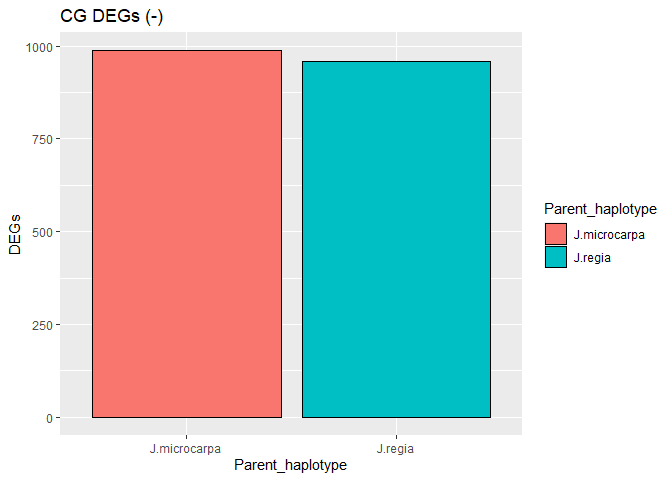 CG DEGs (-)
1000
750
500
250
0
DEGs
J.microcarpa
J.regia
Parent_haplotype
Parent_haplotype
J.microcarpa
J.regia